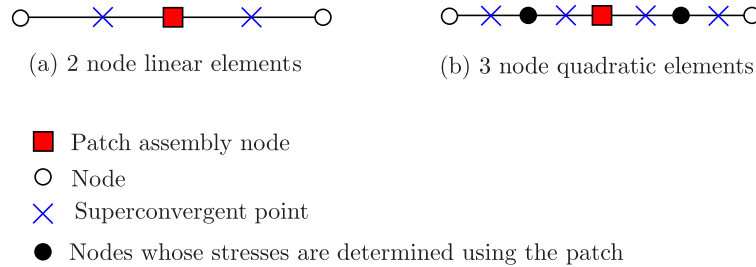 (a) 2 node linear elements
(b) 3 node quadratic elements
Patch assembly node
Node
Superconvergent point
Nodes whose stresses are determined using the patch